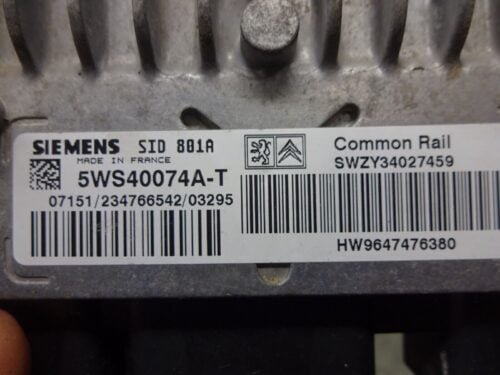 SIEMENS SID 801A
MADE IN FRANCE
5WS40074A-T
07151/234766542/03295
Common Rail
SWZY34027459
HW9647476380